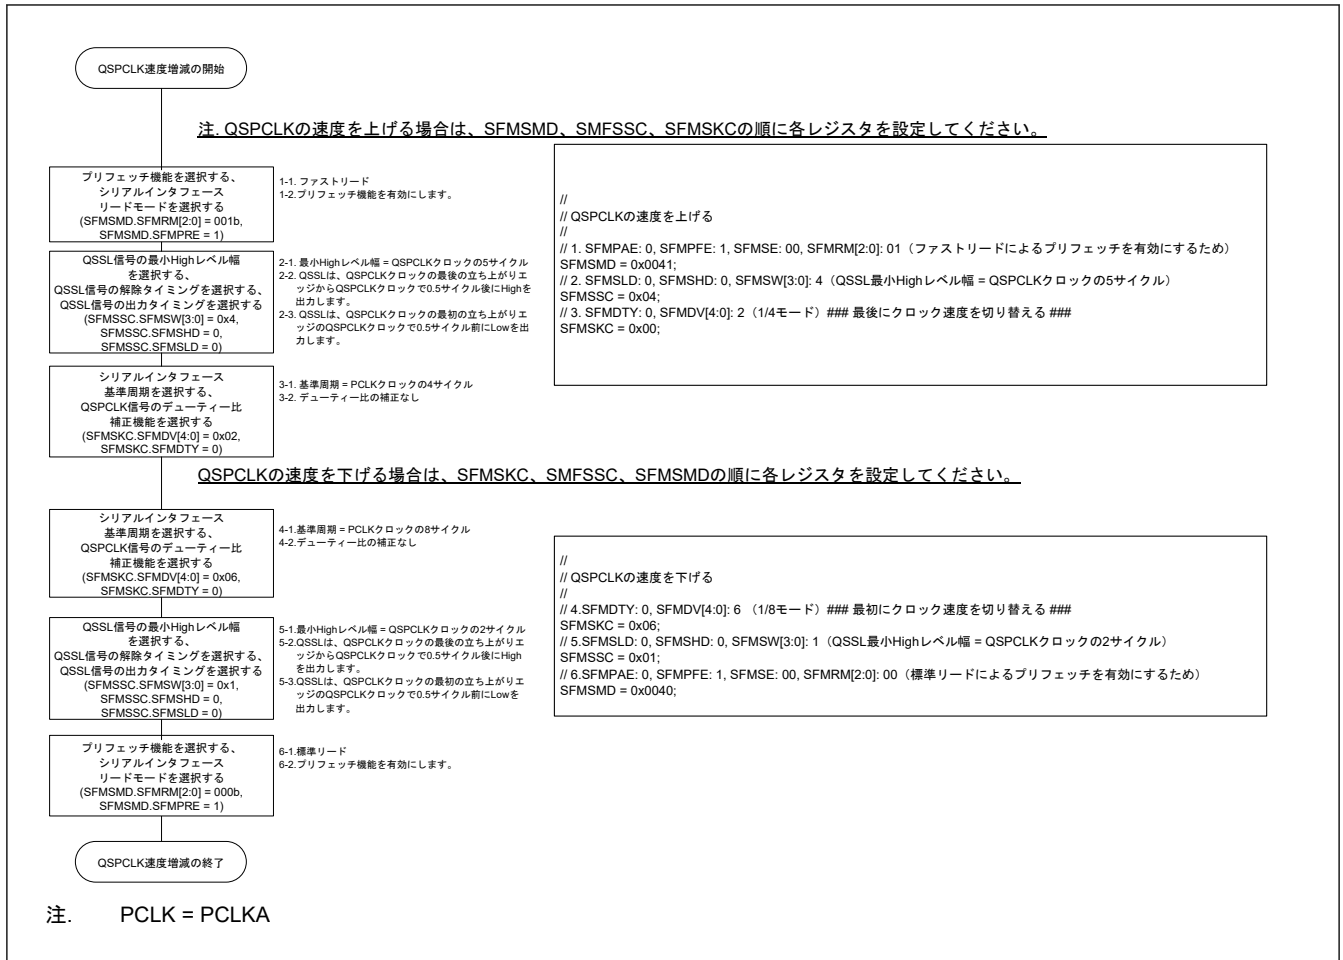 QSPCLK速度増減の開始
注. QSPCLKの速度を上げる場合は、SFMSMD、SMFSSC、SFMSKCの順に各レジスタを設定してください。
プリフェッチ機能を選択する、
シリアルインタフェース
リードモードを選択する
(SFMSMD.SFMRM[2:0] = 001b,
SFMSMD.SFMPRE = 1)
1-1. ファストリード
1-2.プリフェッチ機能を有効にします。
QSSL信号の最小Highレベル幅
を選択する、
QSSL信号の解除タイミングを選択する、
QSSL信号の出力タイミングを選択する
(SFMSSC.SFMSW[3:0] = 0x4,
SFMSSC.SFMSHD = 0,
SFMSSC.SFMSLD = 0)
2-1. 最小Highレベル幅 = QSPCLKクロックの5サイクル
2-2. QSSLは、QSPCLKクロックの最後の立ち上がりエ
ッジからQSPCLKクロックで0.5サイクル後にHighを
出力します。
2-3. QSSLは、QSPCLKクロックの最初の立ち上がりエ
ッジのQSPCLKクロックで0.5サイクル前にLowを出
力します。
シリアルインタフェース
基準周期を選択する、
QSPCLK信号のデューティー比
補正機能を選択する
(SFMSKC.SFMDV[4:0] = 0x02,
SFMSKC.SFMDTY = 0)
3-1. 基準周期 = PCLKクロックの4サイクル
3-2. デューティー比の補正なし
//
// QSPCLKの速度を上げる
//
// 1. SFMPAE: 0, SFMPFE: 1, SFMSE: 00, SFMRM[2:0]: 01（ファストリードによるプリフェッチを有効にするため）
SFMSMD = 0x0041;
// 2. SFMSLD: 0, SFMSHD: 0, SFMSW[3:0]: 4（QSSL最小Highレベル幅 = QSPCLKクロックの5サイクル）
SFMSSC = 0x04;
// 3. SFMDTY: 0, SFMDV[4:0]: 2（1/4モード）### 最後にクロック速度を切り替える ###
SFMSKC = 0x00;
QSPCLKの速度を下げる場合は、SFMSKC、SMFSSC、SFMSMDの順に各レジスタを設定してください。
シリアルインタフェース
基準周期を選択する、
QSPCLK信号のデューティー比
補正機能を選択する
(SFMSKC.SFMDV[4:0] = 0x06,
SFMSKC.SFMDTY = 0)
4-1.基準周期 = PCLKクロックの8サイクル
4-2.デューティー比の補正なし
QSSL信号の最小Highレベル幅
を選択する、
QSSL信号の解除タイミングを選択する、
QSSL信号の出力タイミングを選択する
(SFMSSC.SFMSW[3:0] = 0x1,
SFMSSC.SFMSHD = 0,
SFMSSC.SFMSLD = 0)
5-1.最小Highレベル幅 = QSPCLKクロックの2サイクル
5-2.QSSLは、QSPCLKクロックの最後の立ち上がりエ
ッジからQSPCLKクロックで0.5サイクル後にHigh
を出力します。
5-3.QSSLは、QSPCLKクロックの最初の立ち上がりエ
ッジのQSPCLKクロックで0.5サイクル前にLowを
出力します。
プリフェッチ機能を選択する、
シリアルインタフェース
リードモードを選択する
(SFMSMD.SFMRM[2:0] = 000b,
SFMSMD.SFMPRE = 1)
6-1.標準リード
6-2.プリフェッチ機能を有効にします。
//
// QSPCLKの速度を下げる
//
// 4.SFMDTY: 0, SFMDV[4:0]: 6 （1/8モード）### 最初にクロック速度を切り替える ###
SFMSKC = 0x06;
// 5.SFMSLD: 0, SFMSHD: 0, SFMSW[3:0]: 1（QSSL最小Highレベル幅 = QSPCLKクロックの2サイクル）
SFMSSC = 0x01;
// 6.SFMPAE: 0, SFMPFE: 1, SFMSE: 00, SFMRM[2:0]: 00（標準リードによるプリフェッチを有効にするため）
SFMSMD = 0x0040;
QSPCLK速度増減の終了
注. PCLK = PCLKA